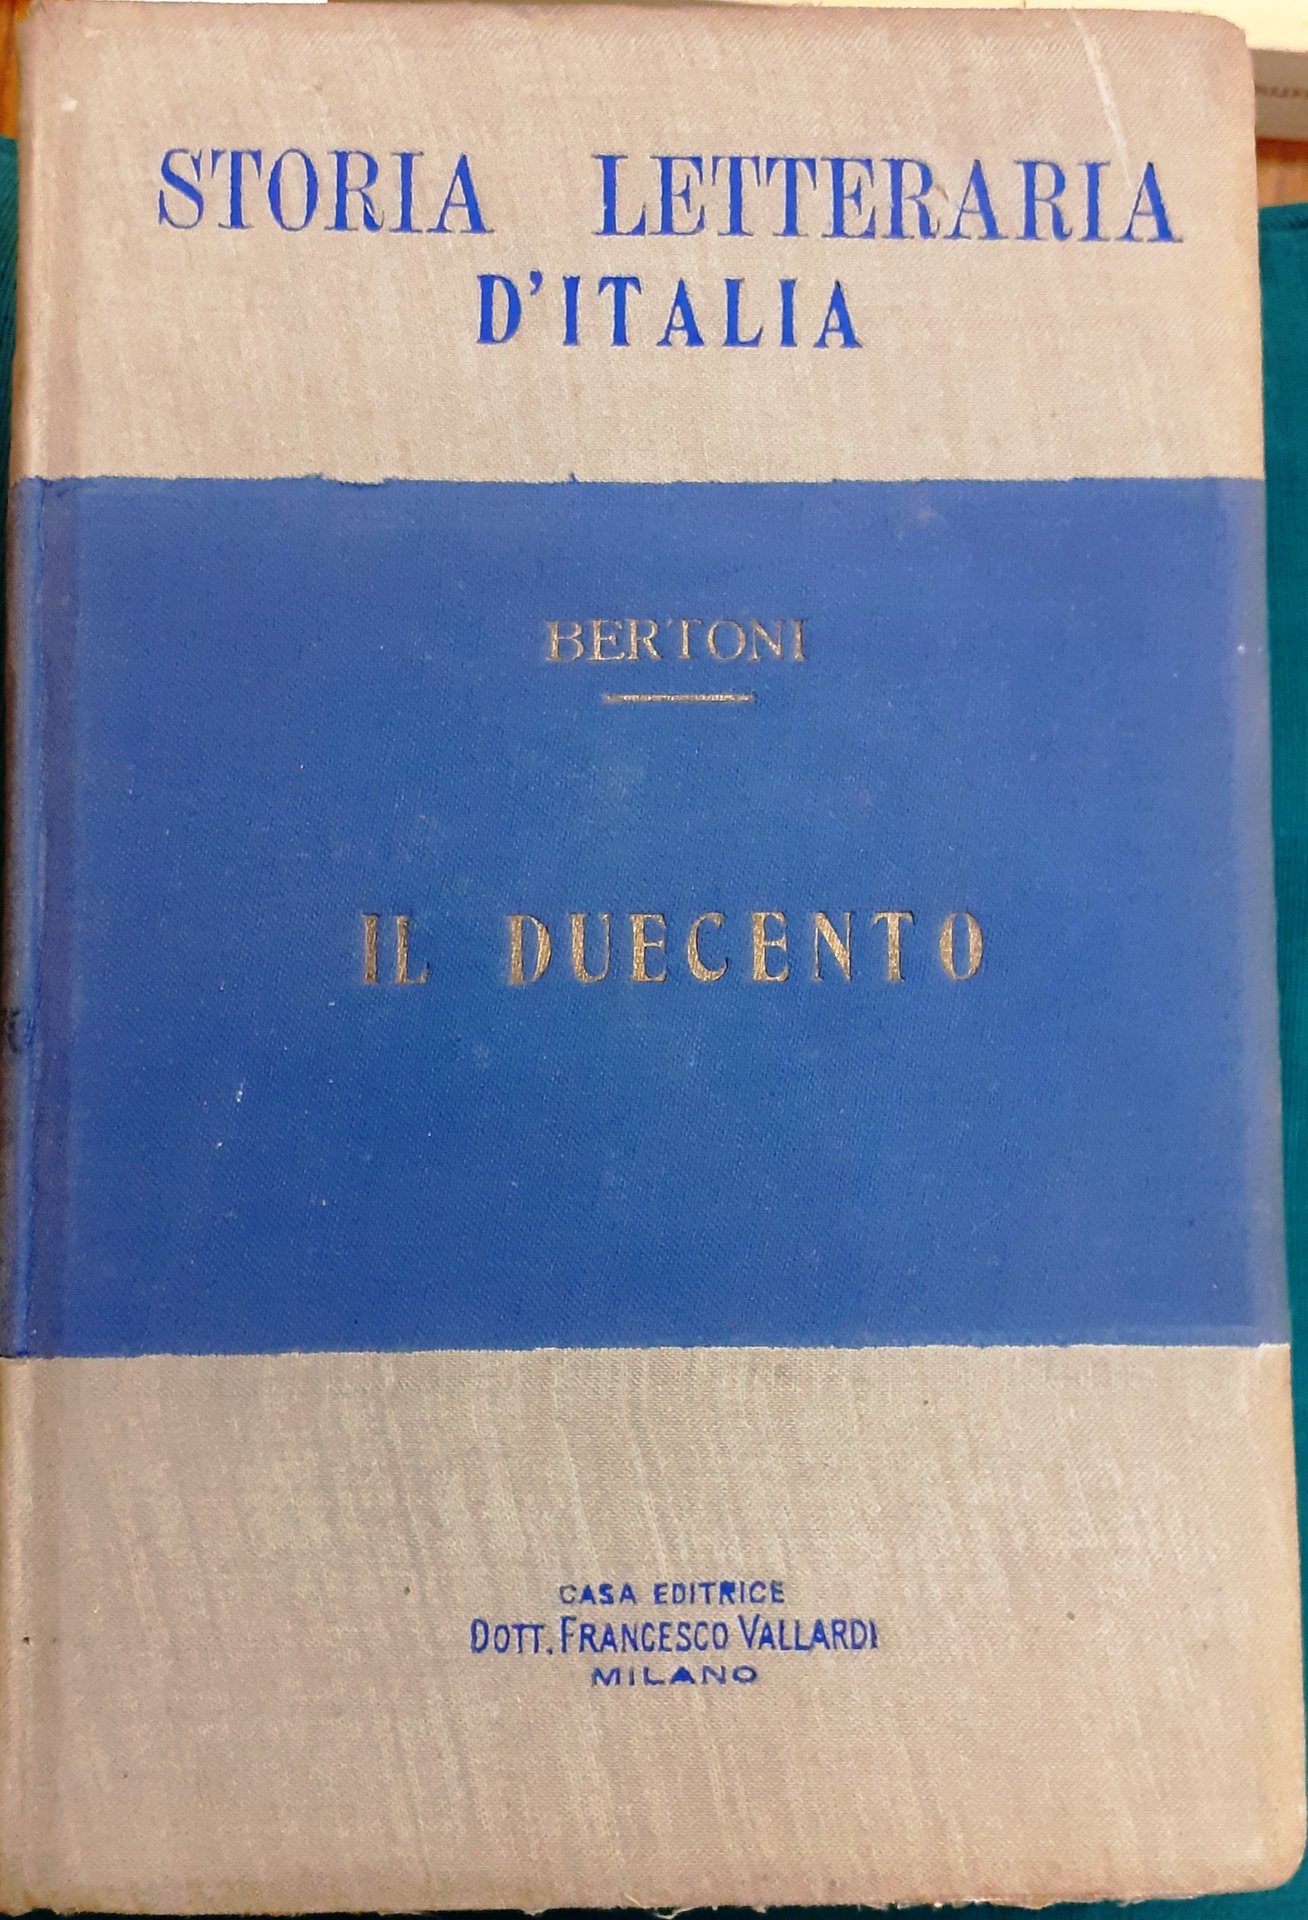 STORIA LETTERARIA
D'ITALIA
BERTONI
IL DUECENTO
CASA EDITRICE
DOTT. FRANCESCO VALLARDI
MILANO